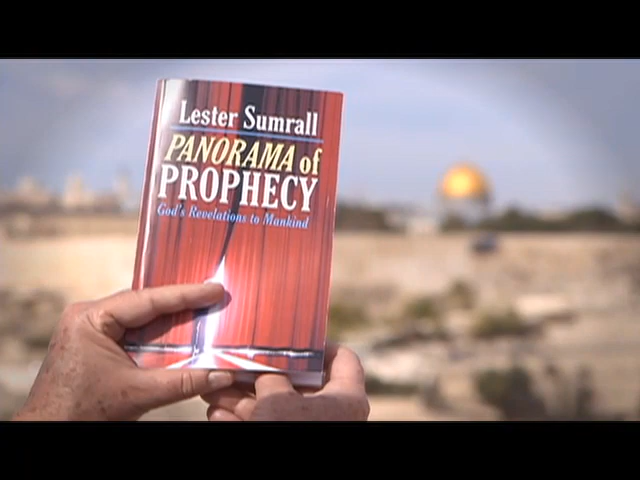 Lester Sumrall
PANORAMA of
PROPHECY
God's Revelations to Mankind